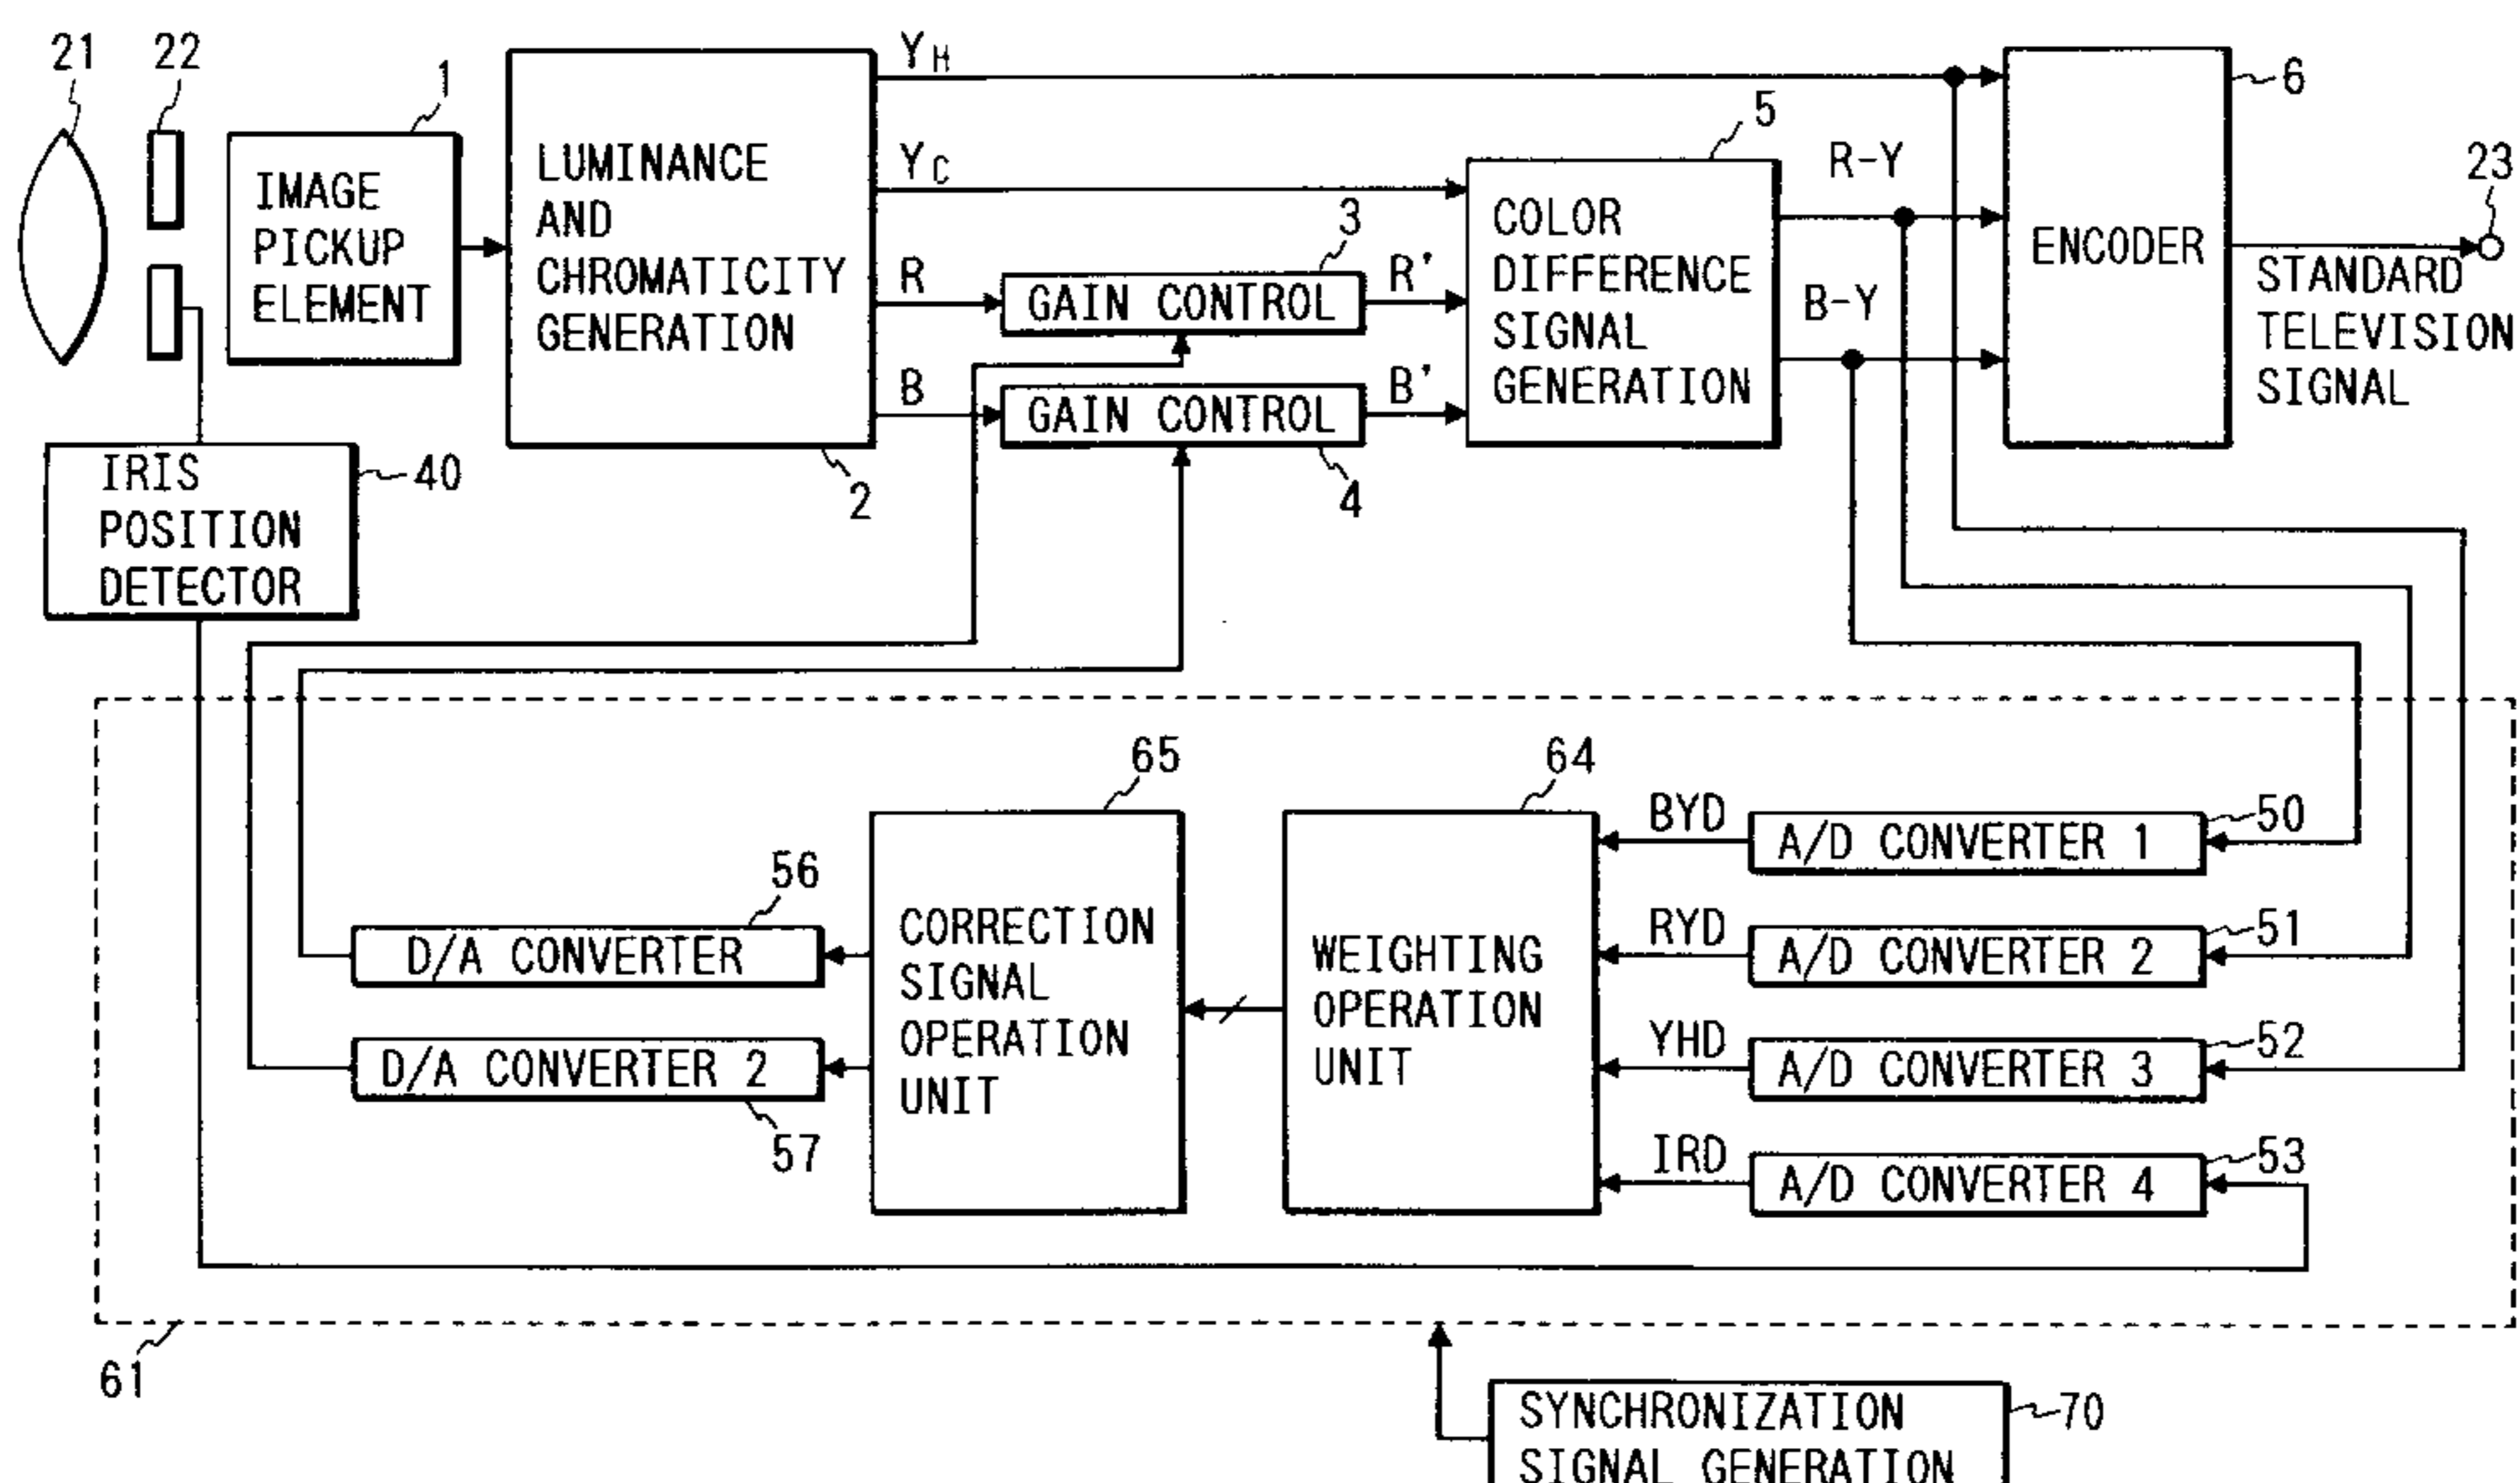 21
22
1
IMAGE
PICKUP
ELEMENT
LUMINANCE
AND
CHROMATICITY
GENERATION
2
YH
YC
R
B
3
GAIN CONTROL
R'
GAIN CONTROL
B'
4
5
COLOR
DIFFERENCE
SIGNAL
GENERATION
R-Y
B-Y
6
ENCODER
23
STANDARD
TELEVISION
SIGNAL
IRIS
POSITION
DETECTOR
40
65
CORRECTION
SIGNAL
OPERATION
UNIT
64
WEIGHTING
OPERATION
UNIT
56
D/A CONVERTER
D/A CONVERTER 2
57
BYD
A/D CONVERTER 1
50
RYD
A/D CONVERTER 2
51
YHD
A/D CONVERTER 3
52
IRD
A/D CONVERTER 4
53
61
SYNCHRONIZATION
SIGNAL GENERATION
70